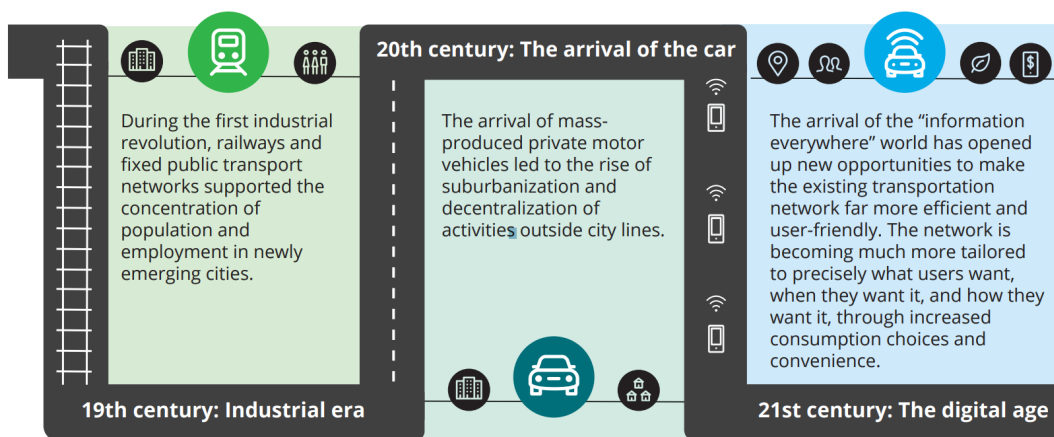 During the first industrial
revolution, railways and
fixed public transport
networks supported the
concentration of
population and
employment in newly
emerging cities.
19th century: Industrial era
20th century: The arrival of the car
The arrival of mass-
produced private motor
vehicles led to the rise of
suburbanization and
decentralization of
activities outside city lines.
$
The arrival of the “information
everywhere” world has opened
up new opportunities to make
the existing transportation
network far more efficient and
user-friendly. The network is
becoming much more tailored
to precisely what users want,
when they want it, and how they
want it, through increased
consumption choices and
convenience.
21st century: The digital age